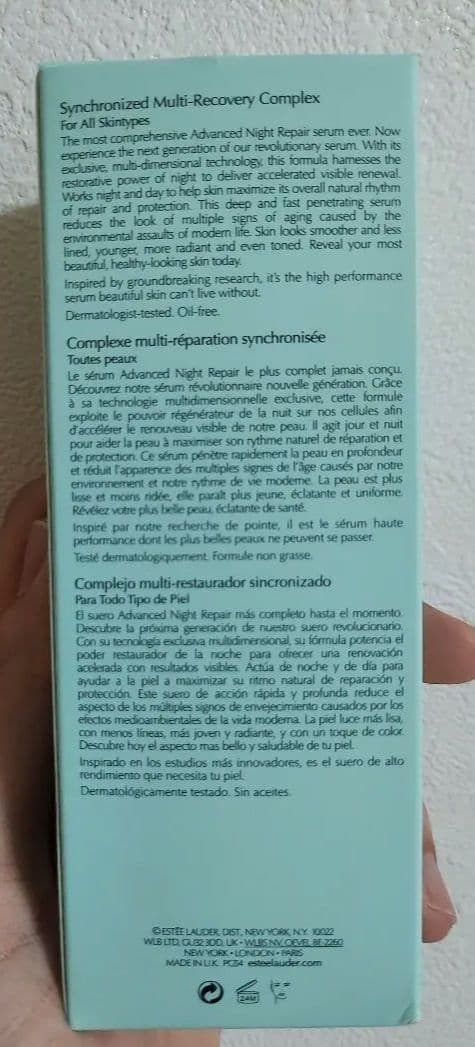 Synchronized Multi-Recovery Complex
For All Skintypes
The most comprehensive Advanced Night Repair serum ever. Now
experience the next generation of our revolutionary serum. With its
exclusive, multi-dimensional technology, this formula harnesses the
restorative power of night to deliver accelerated visible renewal.
Works night and day to help skin maximize its overall natural rhythm
of repair and protection. This deep and fast penetrating serum
reduces the look of multiple signs of aging caused by the
environmental assaults of modern life. Skin looks smoother and less
lined, younger, more radiant and even toned. Reveal your most
beautiful, healthy-looking skin today.
Inspired by groundbreaking research, it's the high performance
serum beautiful skin can't live without.
Dermatologist-tested. Oil-free.
Complexe multi-réparation synchronisée
Toutes peaux
Le sérum Advanced Night Repair le plus complet jamais conçu.
Découvrez notre sérum révolutionnaire nouvelle génération. Grâce
à sa technologie multidimensionnelle exclusive, cette formule
exploite le pouvoir régénérateur de la nuit sur nos cellules afin
d'accélérer le renouveau visible de notre peau. Il agit jour et nuit
pour aider la peau à maximiser son rythme naturel de réparation et
de protection. Ce sérum pénètre rapidement la peau en profondeur
et réduit l'apparence des multiples signes de l'âge causés par notre
environnement et notre rythme de vie moderne. La peau est plus
lisse et moins ridée, elle paraît plus jeune, éclatante et uniforme.
Révélez votre plus belle peau, éclatante de santé.
Inspiré par notre recherche de pointe, il est le sérum haute
performance dont les plus belles peaux ne peuvent se passer.
Testé dermatologiquement. Formule non grasse.
Complejo multi-restaurador sincronizado
Para Todo Tipo de Piel
El suero Advanced Night Repair más completo hasta el momento.
Descubre la próxima generación de nuestro suero revolucionario.
Con su tecnología exclusiva multidimensional, su fórmula potencia el
poder restaurador de la noche para ofrecer una renovación
acelerada con resultados visibles. Actúa de noche y de día para
ayudar a la piel a maximizar su ritmo natural de reparación y
protección. Este suero de acción rápida y profunda reduce el
aspecto de los múltiples signos de envejecimiento causados por los
efectos medioambientales de la vida moderna. La piel luce más lisa,
con menos líneas, más joven y radiante, y con un toque de color.
Descubre hoy el aspecto mas bello y saludable de tu piel.
Inspirado en los estudios más innovadores, es el suero de alto
rendimiento que necesita tu piel.
Dermatológicamente testado. Sin aceites.
©ESTÉE LAUDER, DIST, NEW YORK, N.Y. 10022
WLB LTD, GU32 3DD, UK • WLBS NV, OEVEL BE-2260
NEW YORK • LONDON • PARIS
MADE IN U.K. PC54 esteelauder.com
24M